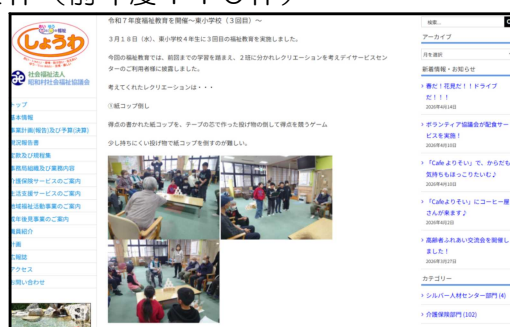 しょうわ
社会福祉法人
昭和村社会福祉協議会
トップ
基本情報
事業計画(報告)及び予算(決算)
現況報告書
定款及び規程集
事務局組織及び業務内容
介護保険サービスのご案内
生活支援サービスのご案内
地域福祉活動事業のご案内
成年後見事業のご案内
職員紹介
計画
広報誌
アクセス
お問い合わせ
令和７年度福祉教育を開催～東小学校（３回目）～
３月１８日（水）、東小学校４年生に３回目の福祉教育を実施しました。
今回の福祉教育では、前回までの学習を踏まえ、２班に分かれレクリエーションを考えデイサービスセン
ターのご利用者様に披露しました。
考えてくれたレクリエーションは・・・
①紙コップ倒し
得点の書かれた紙コップを、テープの芯で作った投げ物の倒して得点を競うゲーム
少し持ちにくい投げ物で紙コップを倒すのが難しい。
検索...
アーカイブ
月を選択
新着情報・お知らせ
春だ！花見だ！！ドライブ
だ！！！
2026年4月14日
ボランティア協議会が配食サー
ビスを実施！
2026年4月10日
「Cafe よりそい」で、からだも
気持ちもほっこりたいむ♪
2026年4月10日
「Cafeよりそい」にコーヒー屋
さんが来ます♪
2026年4月2日
高齢者ふれあい交流会を開催し
ました！
2026年3月27日
カテゴリー
シルバー人材センター部門 (4)
介護保険部門 (102)